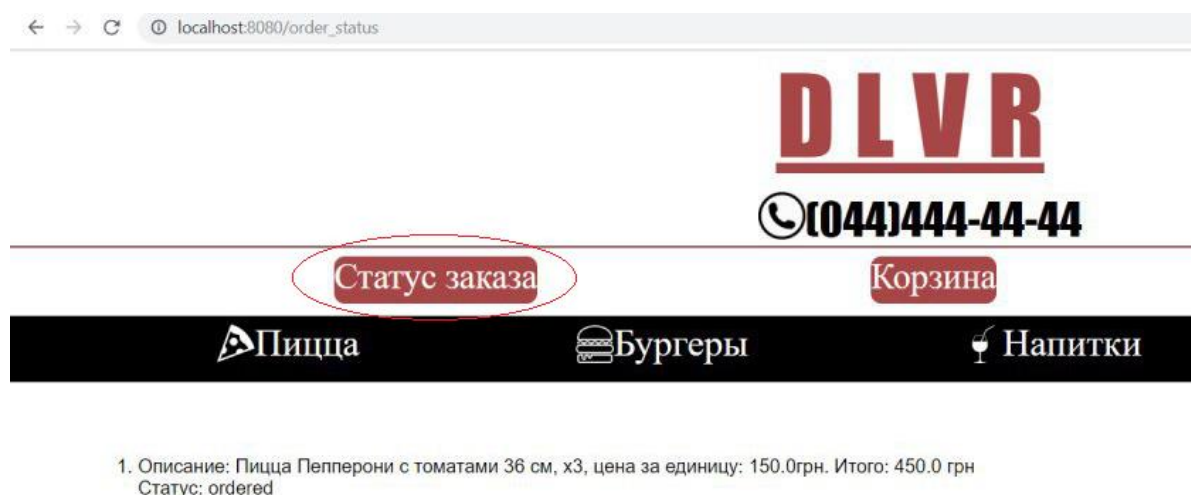 localhost:8080/order_status
DLVR
(044)444-44-44
Статус заказа Корзина
Пицца Бургеры Напитки
1. Описание: Пицца Пепперони с томатами 36 см, x3, цена за единицу: 150.0грн. Итого: 450.0 грн
Статус: ordered